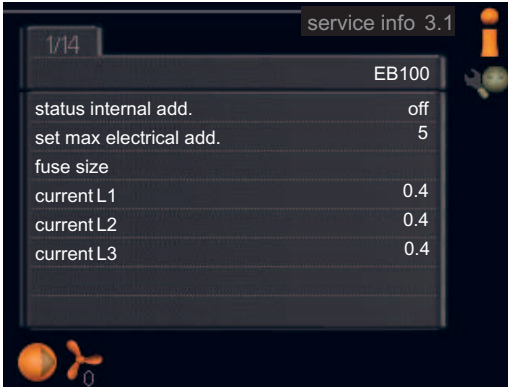 service info 3.1
1/14
EB100
status internal add. off
set max electrical add. 5
fuse size
current L1 0.4
current L2 0.4
current L3 0.4
0